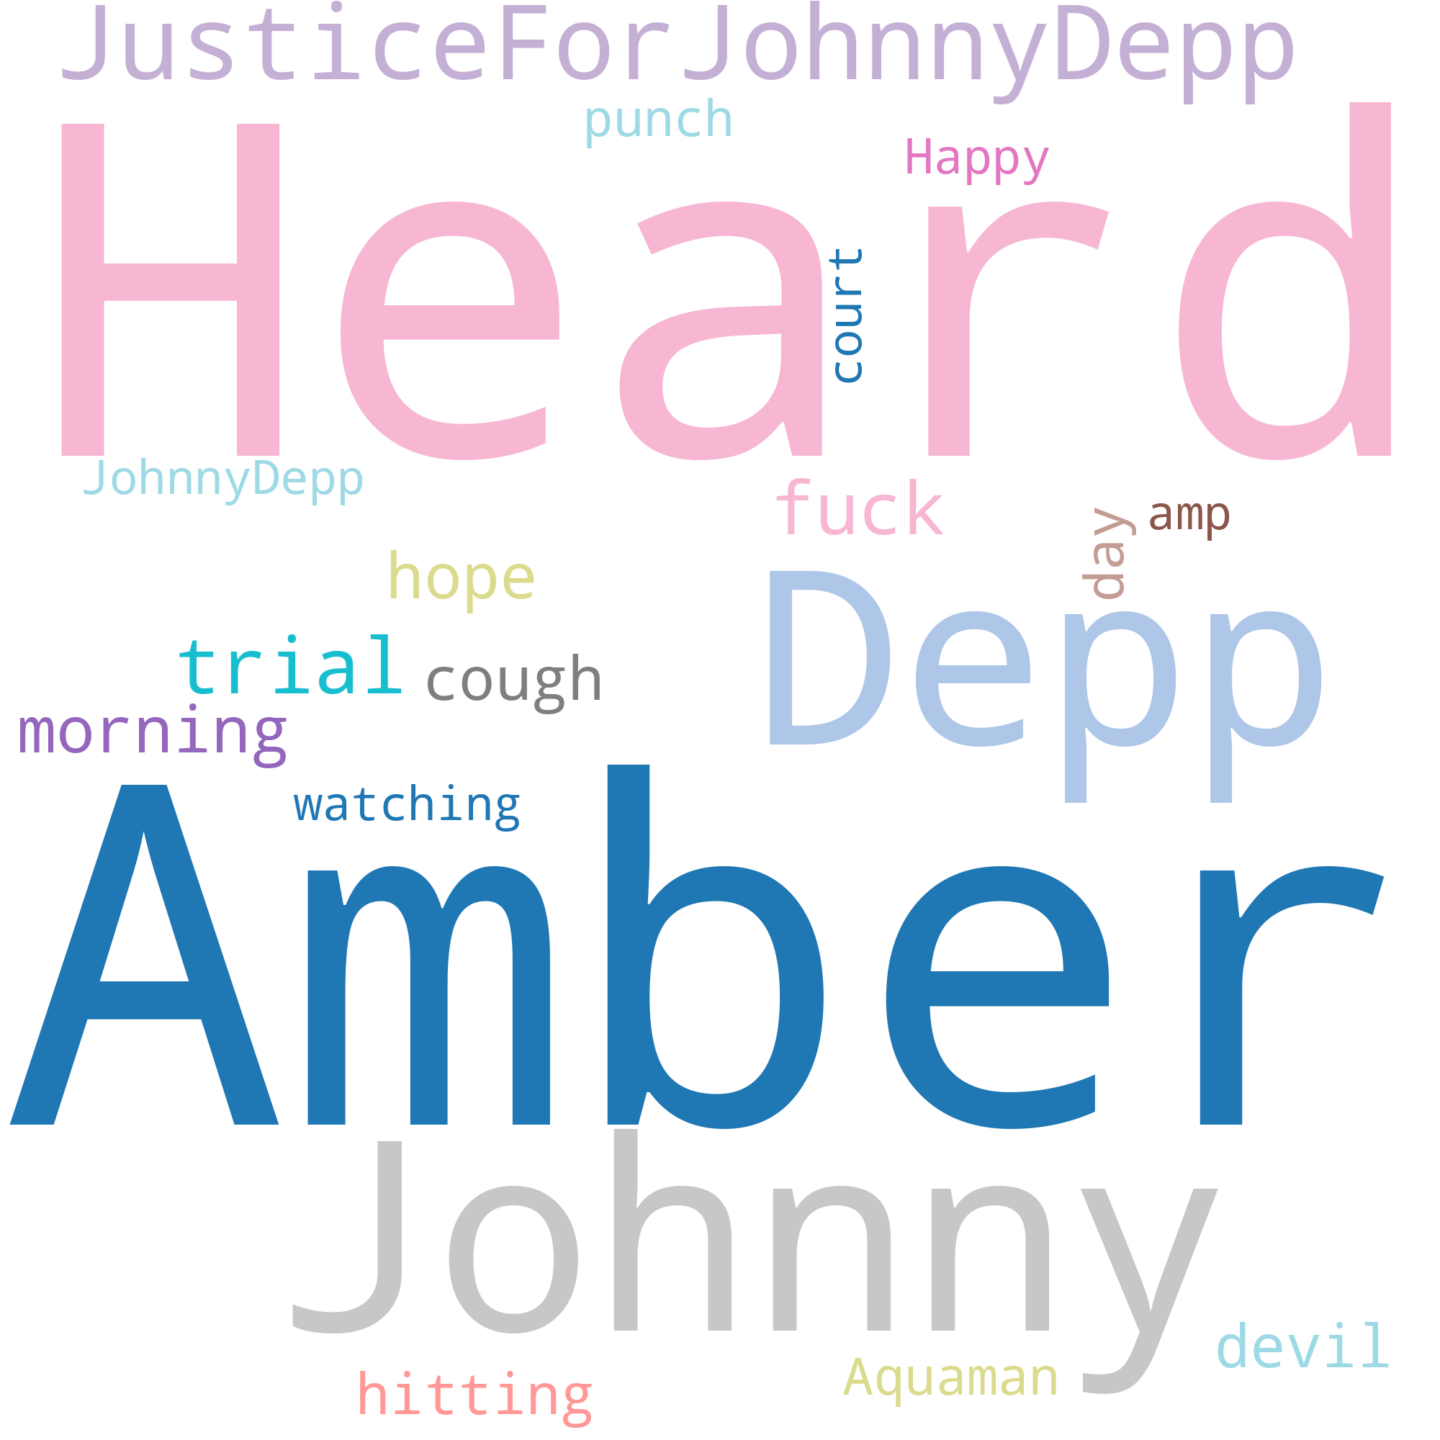 JusticeForJohnnyDepp
punch
Happy
Heard
court
JohnnyDepp
fuck
day
amp
hope
Depp
trial
cough
morning
watching
Amber
Johnny
devil
Aquaman
hitting